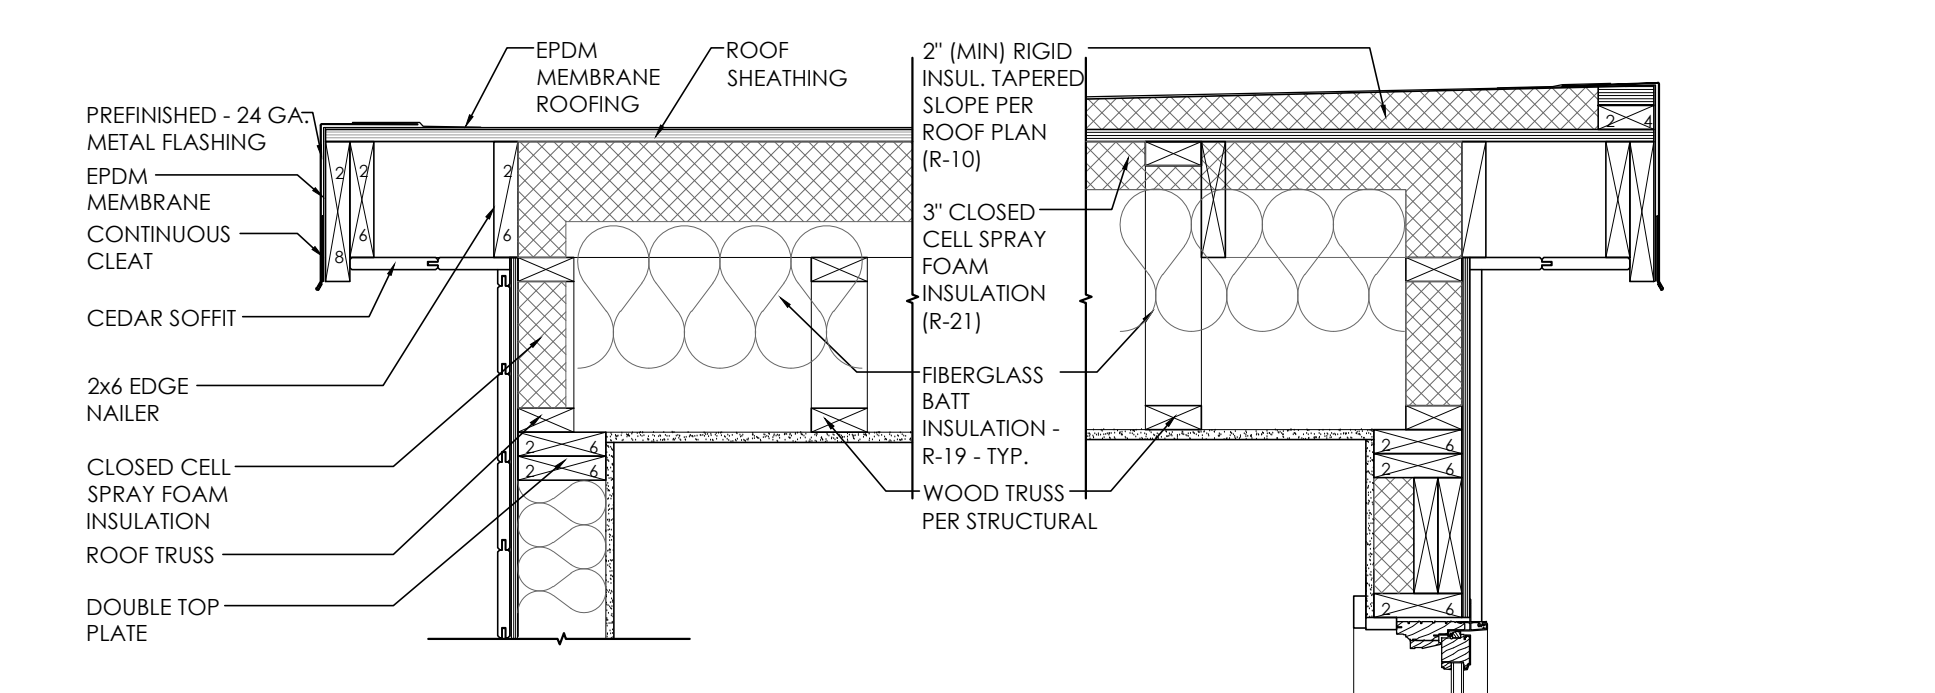 EPDM
MEMBRANE
ROOFING
ROOF
SHEATHING
PREFINISHED - 24 GA.
METAL FLASHING
EPDM
MEMBRANE
CONTINUOUS
CLEAT
CEDAR SOFFIT
2x6 EDGE
NAILER
CLOSED CELL
SPRAY FOAM
INSULATION
ROOF TRUSS
DOUBLE TOP
PLATE
2
8
2
6
2
6
2 6
2 6
2" (MIN) RIGID
INSUL. TAPERED
SLOPE PER
ROOF PLAN
(R-10)
3" CLOSED
CELL SPRAY
FOAM
INSULATION
(R-21)
FIBERGLASS
BATT
INSULATION -
R-19 - TYP.
WOOD TRUSS
PER STRUCTURAL
2 4
2 6
2 6
2 6